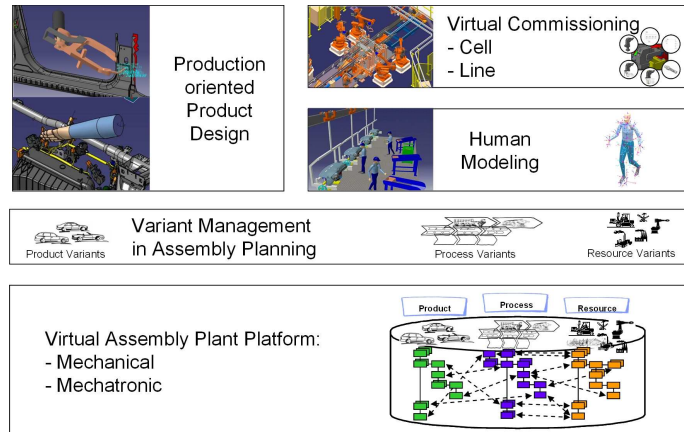 Production
oriented
Product
Design
Virtual Commissioning
- Cell
- Line
Human
Modeling
Variant Management
in Assembly Planning
Product Variants
Process Variants
Resource Variants
Virtual Assembly Plant Platform:
- Mechanical
- Mechatronic
Product
Process
Resource